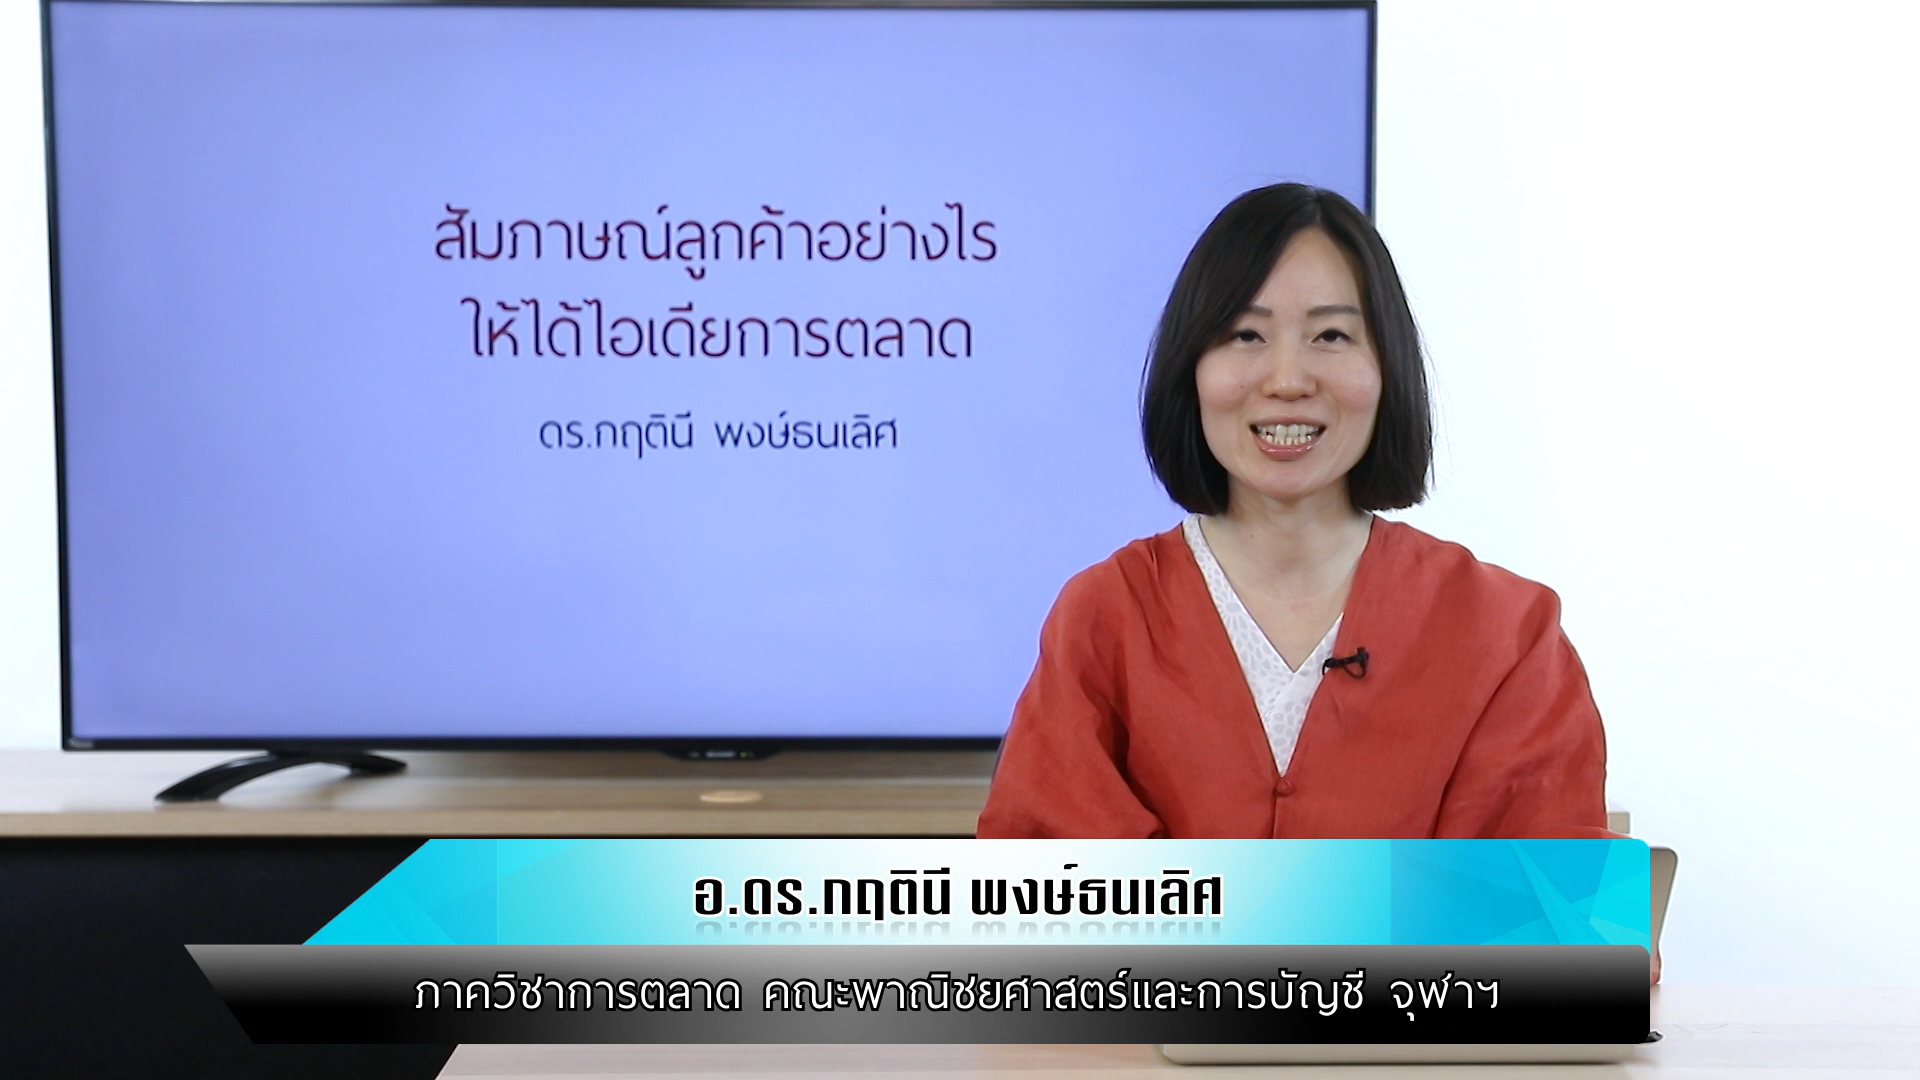 สัมภาษณ์ลูกค้าอย่างไร
ให้ได้ไอเดียการตลาด
ดร.กฤตินี พงษ์ธนเลิศ
อ.ดร.กฤตินี พงษ์ธนเลิศ
ภาควิชาการตลาด คณะพาณิชยศาสตร์และการบัญชี จุฬาฯ